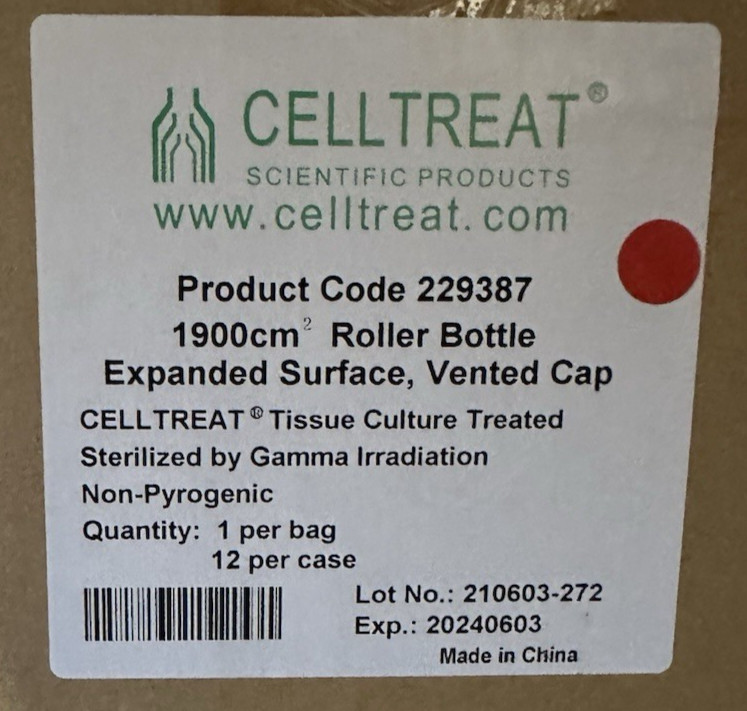 CELLTREAT®
SCIENTIFIC PRODUCTS
www.celltreat.com
Product Code 229387
1900cm² Roller Bottle
Expanded Surface, Vented Cap
CELLTREAT® Tissue Culture Treated
Sterilized by Gamma Irradiation
Non-Pyrogenic
Quantity: 1 per bag
12 per case
Lot No.: 210603-272
Exp.: 20240603
Made in China